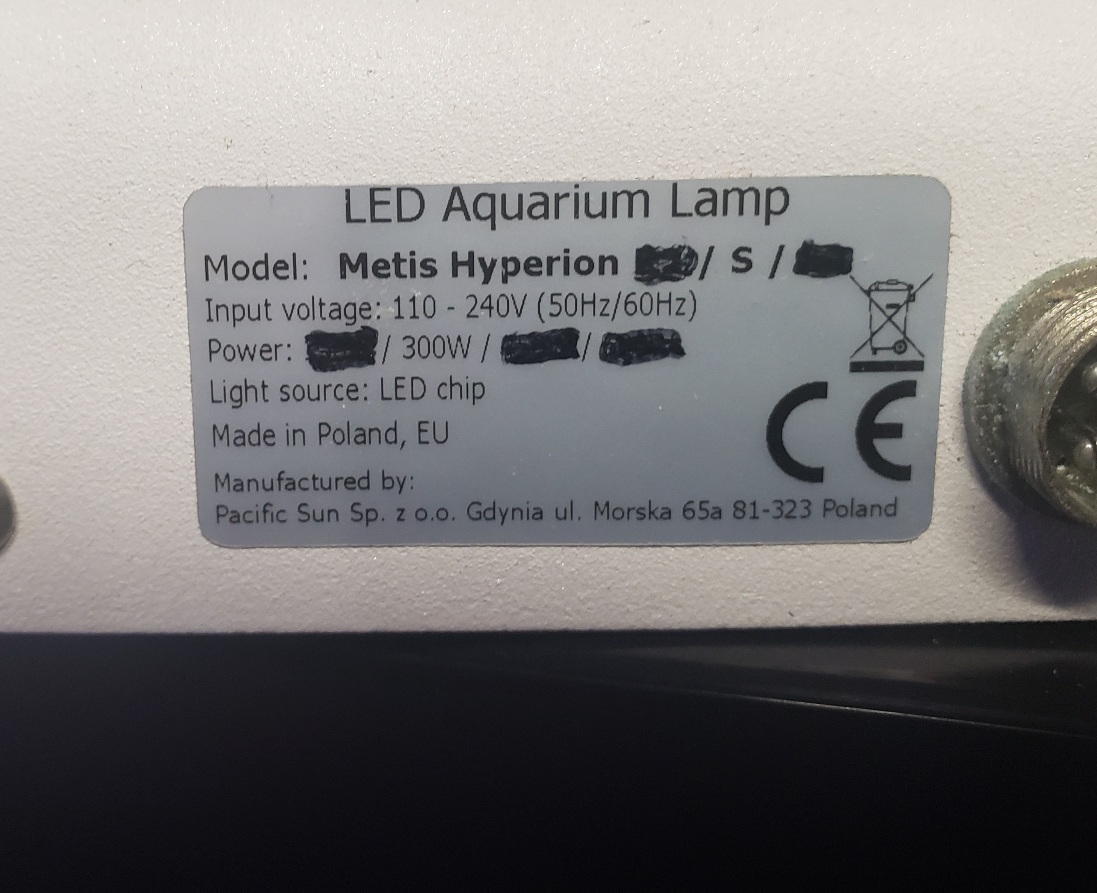 LED Aquarium Lamp
Model: Metis Hyperion / S /
Input voltage: 110 - 240V (50Hz/60Hz)
Power: / 300W / /
Light source: LED chip
Made in Poland, EU
CE
Manufactured by:
Pacific Sun Sp. z o.o. Gdynia ul. Morska 65a 81-323 Poland